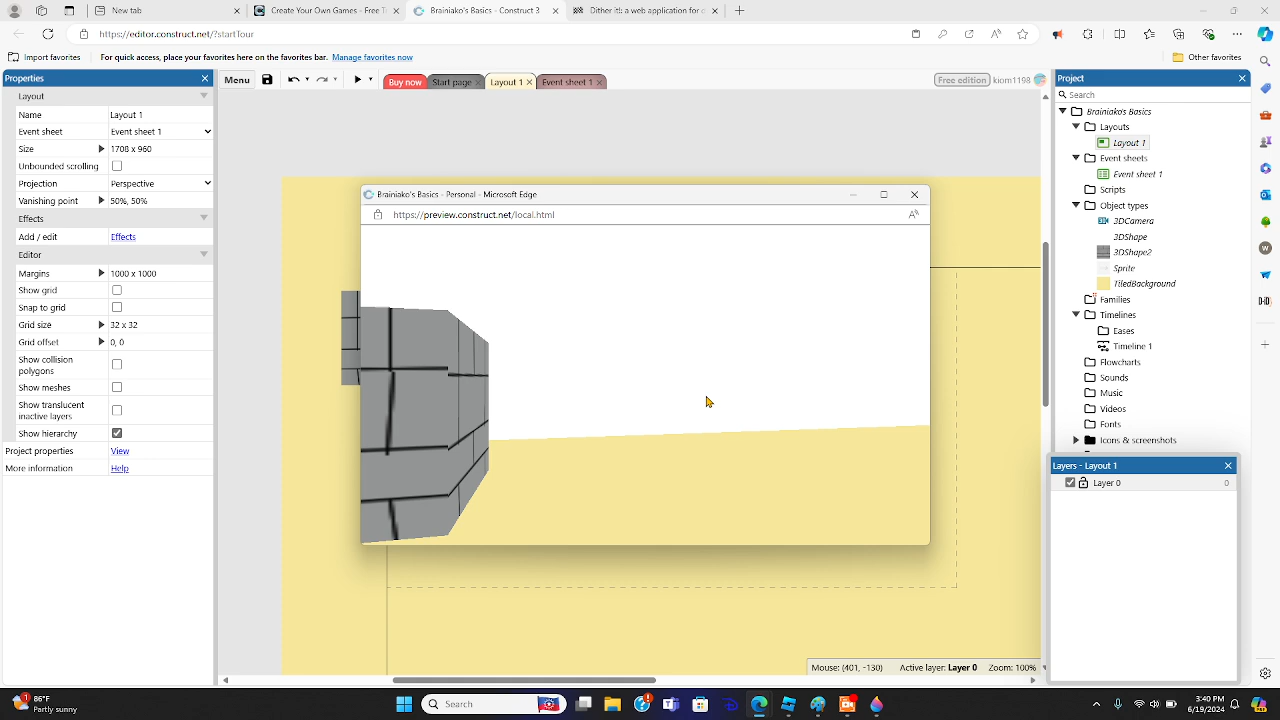 New tab
Create Your Own Games - Free T
Brainiako's Basics - Construct 3
Dither it!: a web application for c
https://editor.construct.net/?startTour
Import favorites
For quick access, place your favorites here on the favorites bar. Manage favorites now
Other favorites
Properties
Menu
Buy now
Start page
Layout 1
Event sheet 1
Free edition
kiom1198
Project
Search
Layout
Name
Layout 1
Event sheet
Event sheet 1
Size
1708 x 960
Unbounded scrolling
Projection
Perspective
Vanishing point
50%, 50%
Effects
Add / edit
Effects
Editor
Margins
1000 x 1000
Show grid
Snap to grid
Grid size
32 x 32
Grid offset
0, 0
Show collision
polygons
Show meshes
Show translucent
inactive layers
Show hierarchy
Project properties
View
More information
Help
Brainiako's Basics - Personal - Microsoft Edge
https://preview.construct.net/local.html
Brainiako's Basics
Layouts
Layout 1
Event sheets
Event sheet 1
Scripts
Object types
3DCamera
3DShape
3DShape2
Sprite
TiledBackground
Families
Timelines
Eases
Timeline 1
Flowcharts
Sounds
Music
Videos
Fonts
Icons & screenshots
Layers - Layout 1
Layer 0
0
Mouse: (401, -130)
Active layer: Layer 0
Zoom: 100%
86°F
Partly sunny
Search
3:40 PM
6/19/2024